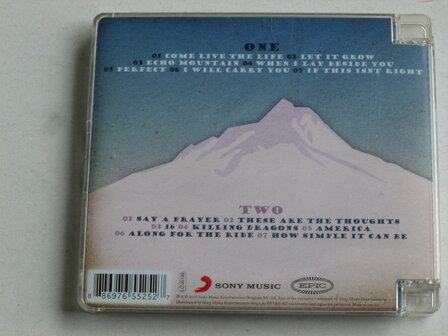 ONE
01 COME LIVE THE LIFE 02 LET IT GROW
03 ECHO MOUNTAIN 04 WHEN I LAY BESIDE YOU
05 PERFECT 06 I WILL CARRY YOU 07 IF THIS ISNT RIGHT
TWO
01 SAY A PRAYER 02 THESE ARE THE THOUGHTS
03 16 04 KILLING DRAGONS 05 AMERICA
06 ALONG FOR THE RIDE 07 HOW SIMPLE IT CAN BE
SONY MUSIC
EPIC
8 86976 55252 7